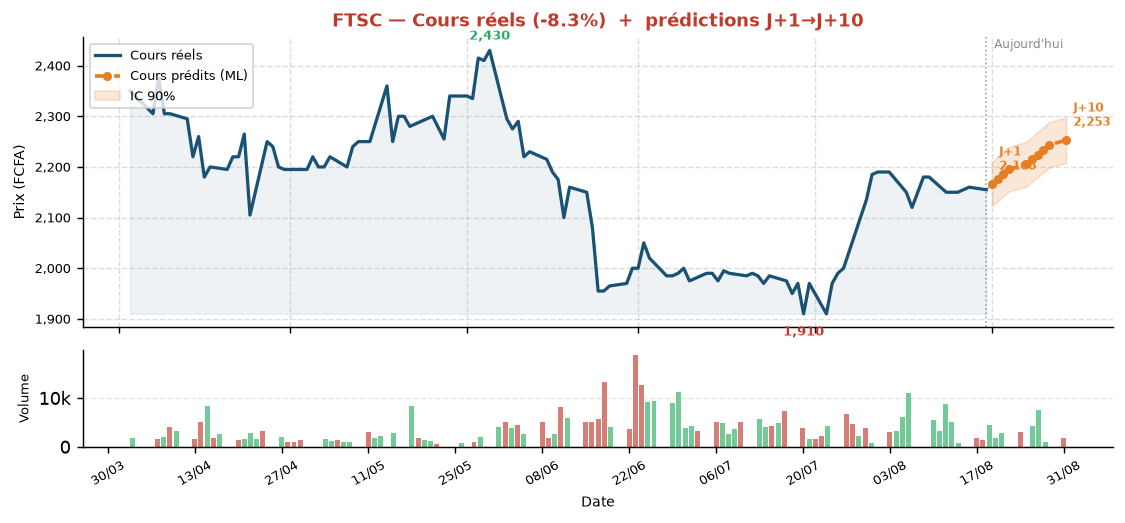 FTSC — Cours réels (-8.3%)  +  prédictions J+1→J+10
2,430
Aujourd'hui
Cours réels
Cours prédits (ML)
IC 90%
J+10
2,253
J+1
Prix (FCFA)
2,400
2,300
2,200
2,100
2,000
1,900
1,910
Volume
10k
0
30/03 13/04 27/04 11/05 25/05 08/06 22/06 06/07 20/07 03/08 17/08 31/08
Date